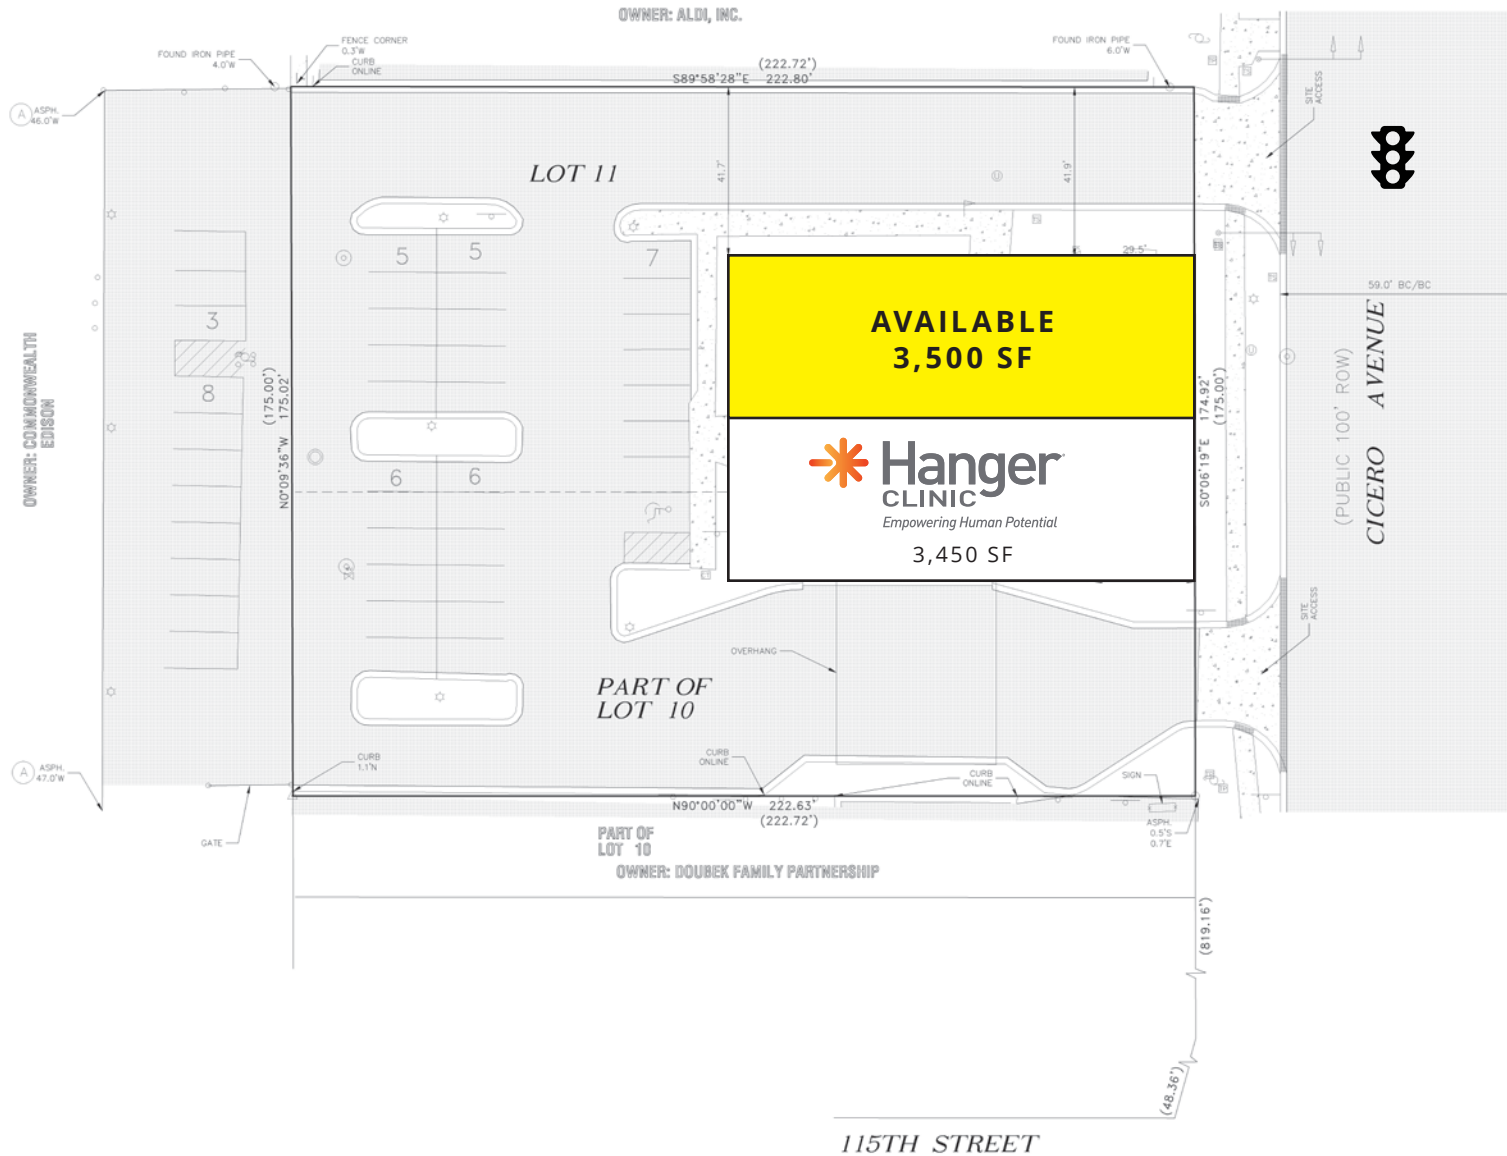 OWNER: ALDI, INC.
FENCE CORNER
0.3'W
FOUND IRON PIPE
4.0'W
CURB
ONLINE
(222.72')
S89°58'28"E 222.80'
FOUND IRON PIPE
6.0'W
A
ASPH.
46.0'W
SITE
ACCESS
LOT 11
41.7'
41.9'
5
5
7
29.5'
59.0' BC/BC
3
8
AVAILABLE
3,500 SF
OWNER: COMMONWEALTH
EDISON
(175.00')
N0°09'36"W 175.02'
S0°06'19"E 174.92'
(175.00')
(PUBLIC 100' ROW)
CICERO AVENUE
Hanger
CLINIC
Empowering Human Potential
3,450 SF
6
6
SITE
ACCESS
OVERHANG
PART OF
LOT 10
A
ASPH.
47.0'W
CURB
1.1'N
CURB
ONLINE
CURB
ONLINE
SIGN
N90°00'00"W 222.63'
(222.72')
ASPH.
0.5'S
0.7'E
GATE
PART OF
LOT 10
OWNER: DOUBEK FAMILY PARTNERSHIP
(819.16')
(48.36')
115TH STREET